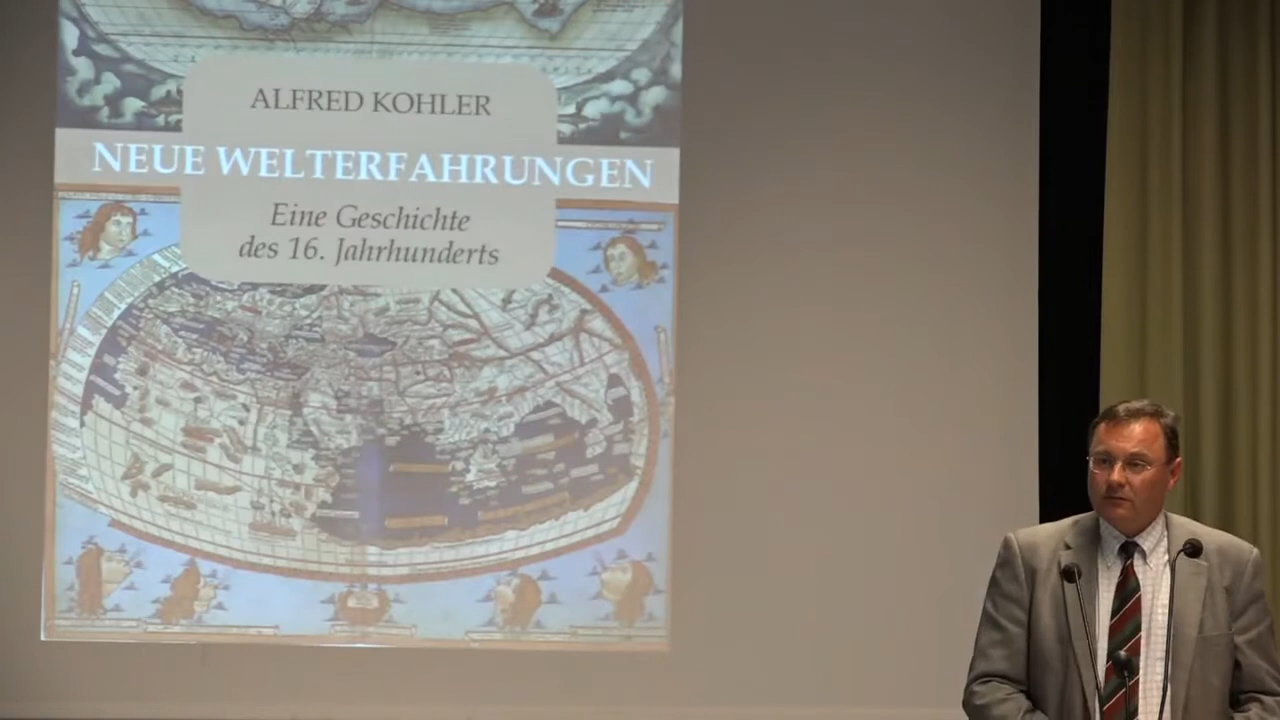 ALFRED KOHLER
NEUE WELTERFAHRUNGEN
Eine Geschichte
des 16. Jahrhunderts